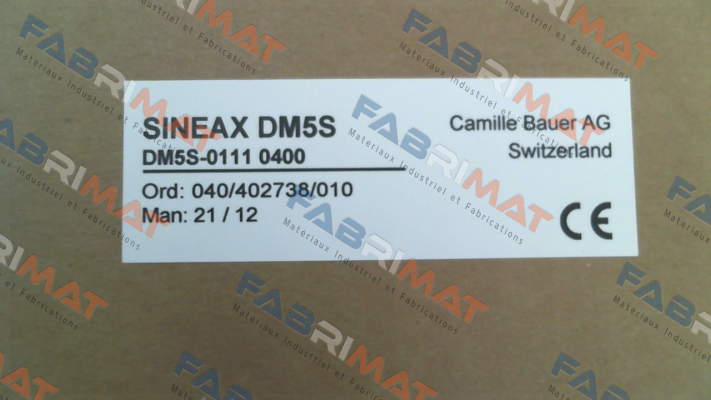 SINEAX DM5S
DM5S-0111 0400
Ord: 040/402738/010
Man: 21 / 12
Camille Bauer AG
Switzerland
CE
FABRIMAT
Matériaux Industriel et Fabrications